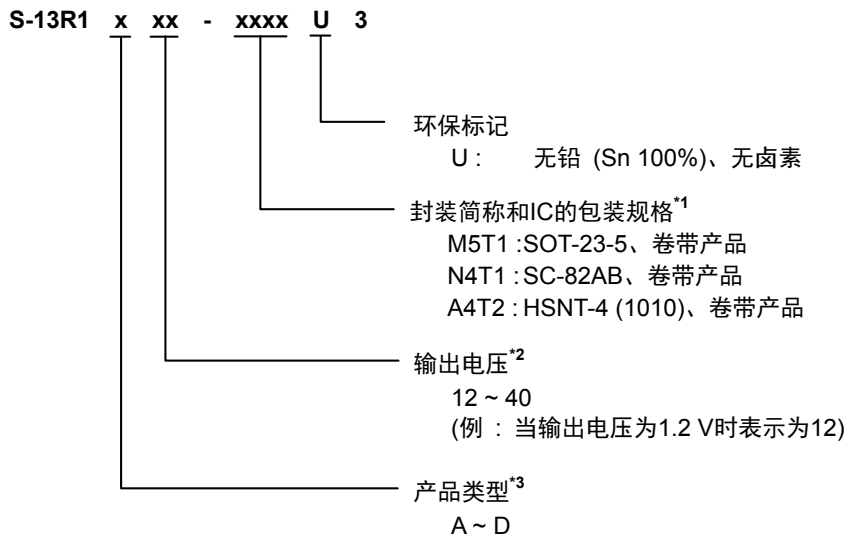 S-13R1 x xx - xxxx U 3
环保标记
U : 无铅 (Sn 100%)、无卤素
封装简称和IC的包装规格*1
M5T1 : SOT-23-5、卷带产品
N4T1 : SC-82AB、卷带产品
A4T2 : HSNT-4 (1010)、卷带产品
输出电压*2
12 ~ 40
(例 : 当输出电压为1.2 V时表示为12)
产品类型*3
A ~ D